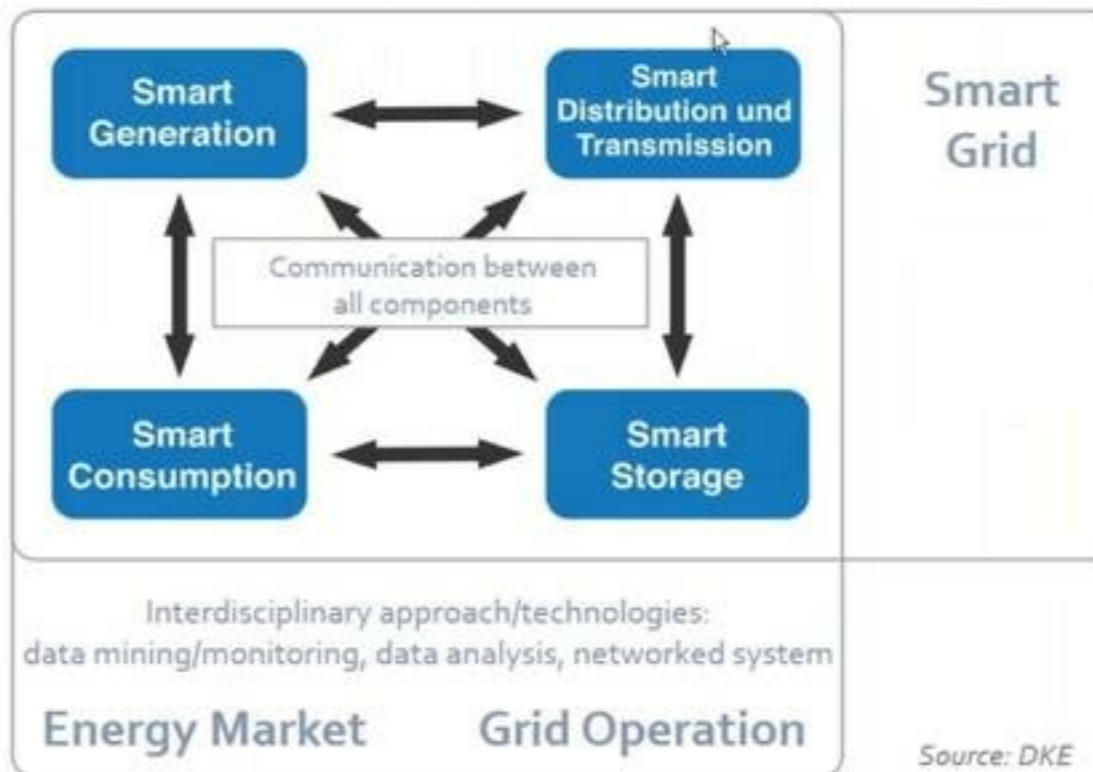 Smart
Generation
Smart
Distribution und
Transmission
Smart
Grid
Communication between
all components
Smart
Consumption
Smart
Storage
Interdisciplinary approach/technologies:
data mining/monitoring, data analysis, networked system
Energy Market
Grid Operation
Source: DKE